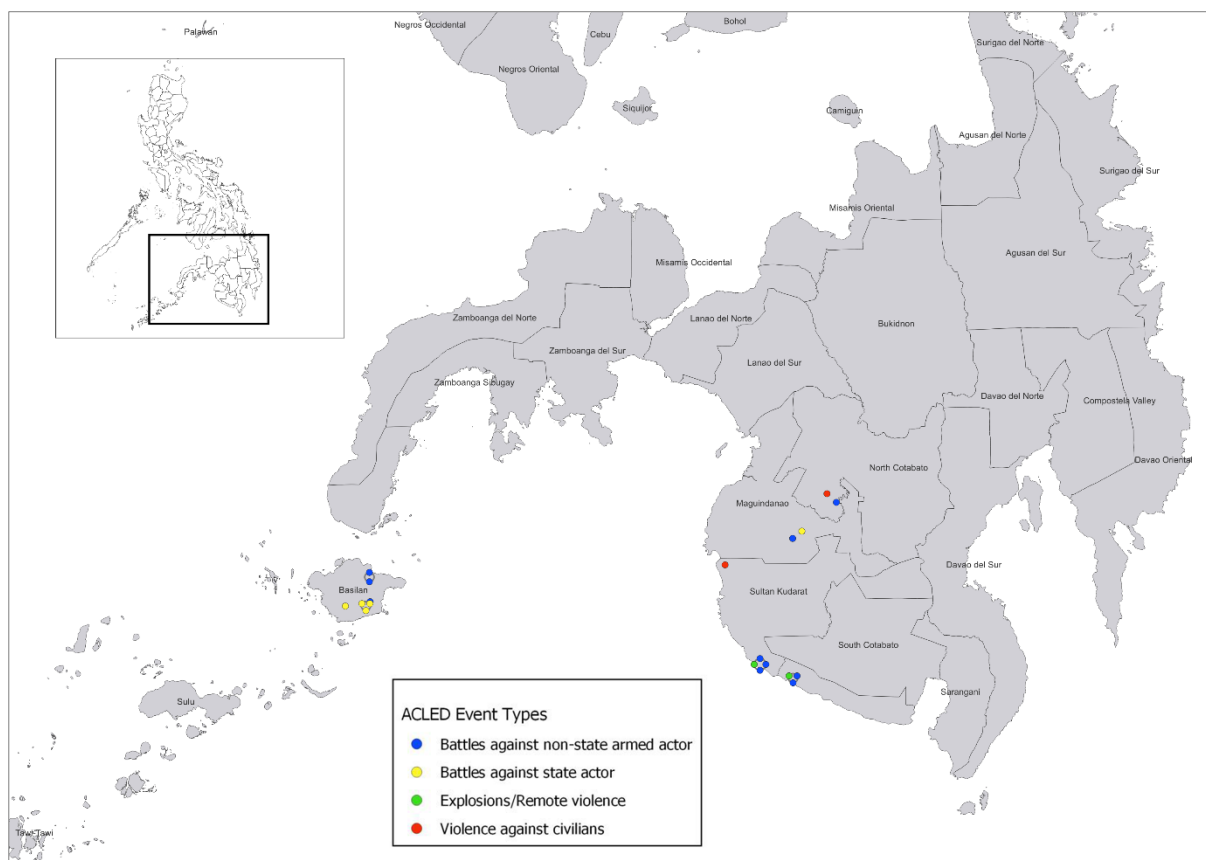 Palawan
Negros Occidental
Cebu
Bohol
Negros Oriental
Siquijor
Camiguin
Surigao del Norte
Agusan del Norte
Surigao del Sur
Misamis Oriental
Misamis Occidental
Agusan del Sur
Zamboanga del Norte
Lanao del Norte
Bukidnon
Zamboanga del Sur
Lanao del Sur
Zamboanga Sibugay
Davao del Norte
Compostela Valley
Davao Oriental
North Cotabato
Maguindanao
Davao del Sur
Basilan
Sultan Kudarat
South Cotabato
Sarangani
Sulu
Tawi-Tawi
ACLED Event Types
Battles against non-state armed actor
Battles against state actor
Explosions/Remote violence
Violence against civilians